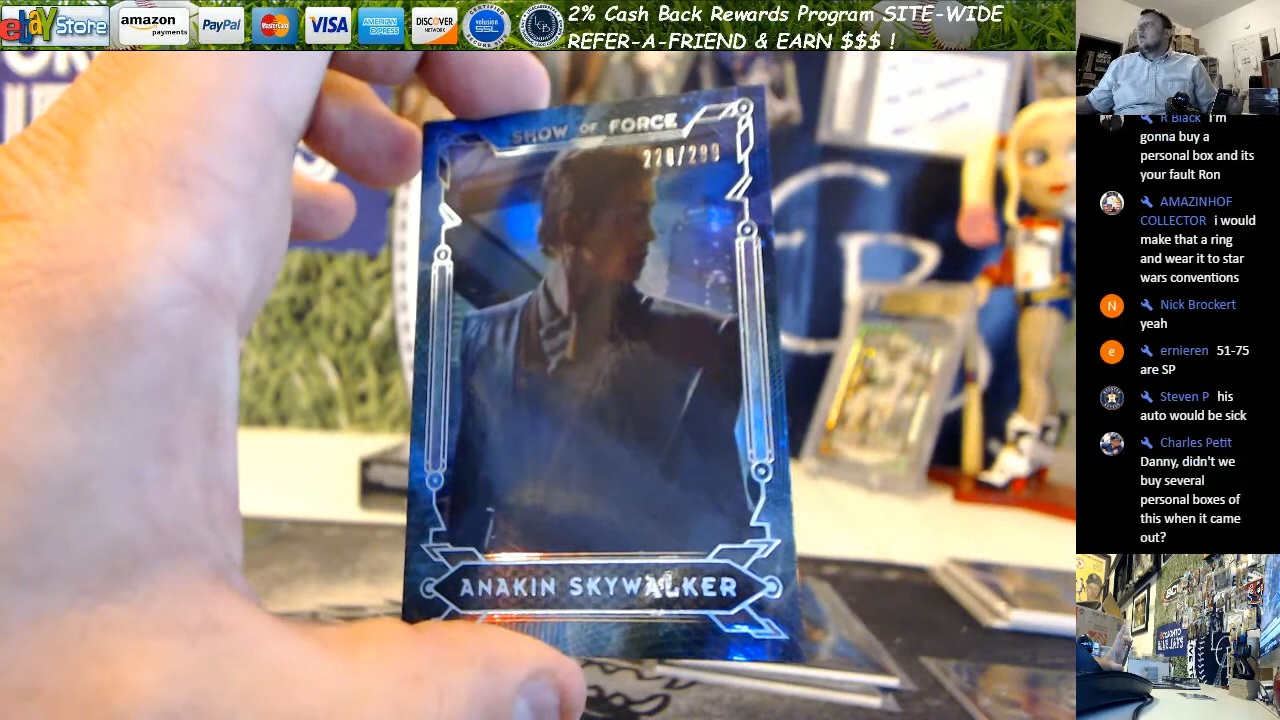 ebay Store
amazon payments
PayPal
MasterCard
VISA
AMERICAN EXPRESS
DISCOVER NETWORK
volusion SSL
2% Cash Back Rewards Program SITE-WIDE
REFER-A-FRIEND & EARN $$$ !
SHOW OF FORCE
ANAKIN SKYWALKER
R Black I'm
gonna buy a
personal box and its
your fault Ron
AMAZINHOF
COLLECTOR i would
make that a ring
and wear it to star
wars conventions
Nick Brockert
yeah
ernieren 51-75
are SP
Steven P his
auto would be sick
Charles Petit
Danny, didn't we
buy several
personal boxes of
this when it came
out?